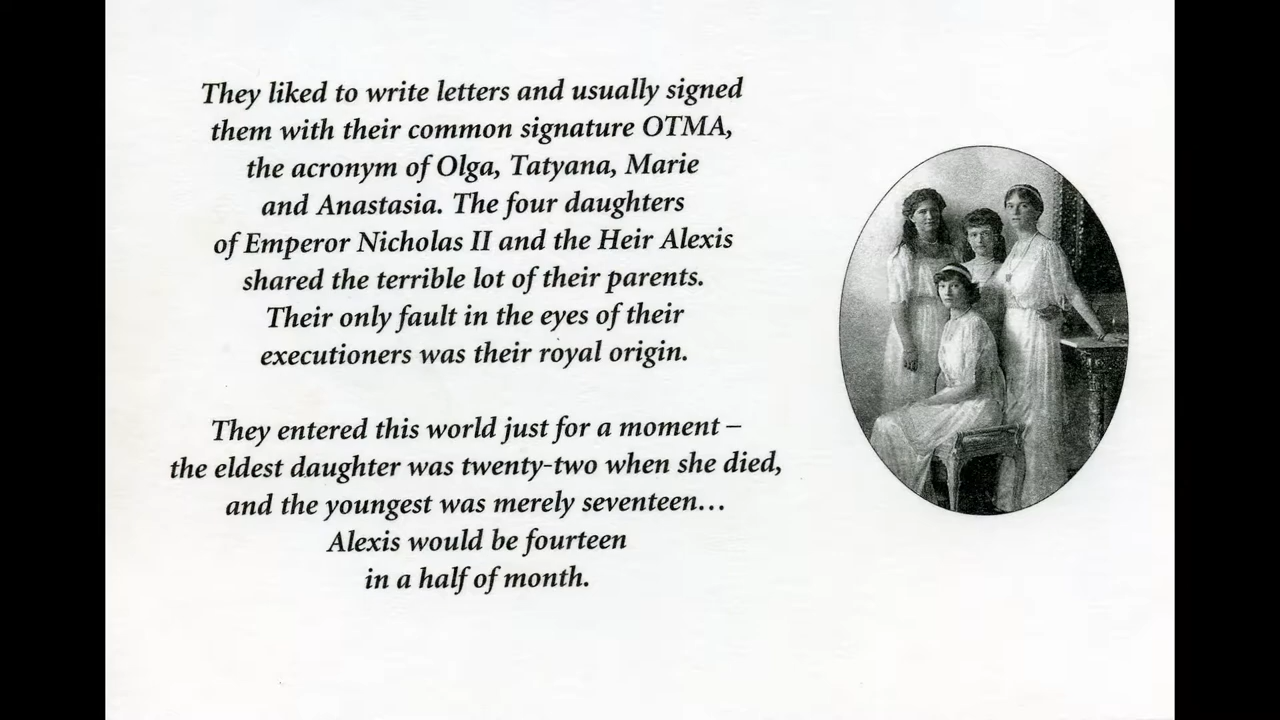 They liked to write letters and usually signed
them with their common signature OTMA,
the acronym of Olga, Tatyana, Marie
and Anastasia. The four daughters
of Emperor Nicholas II and the Heir Alexis
shared the terrible lot of their parents.
Their only fault in the eyes of their
executioners was their royal origin.
They entered this world just for a moment –
the eldest daughter was twenty-two when she died,
and the youngest was merely seventeen…
Alexis would be fourteen
in a half of month.